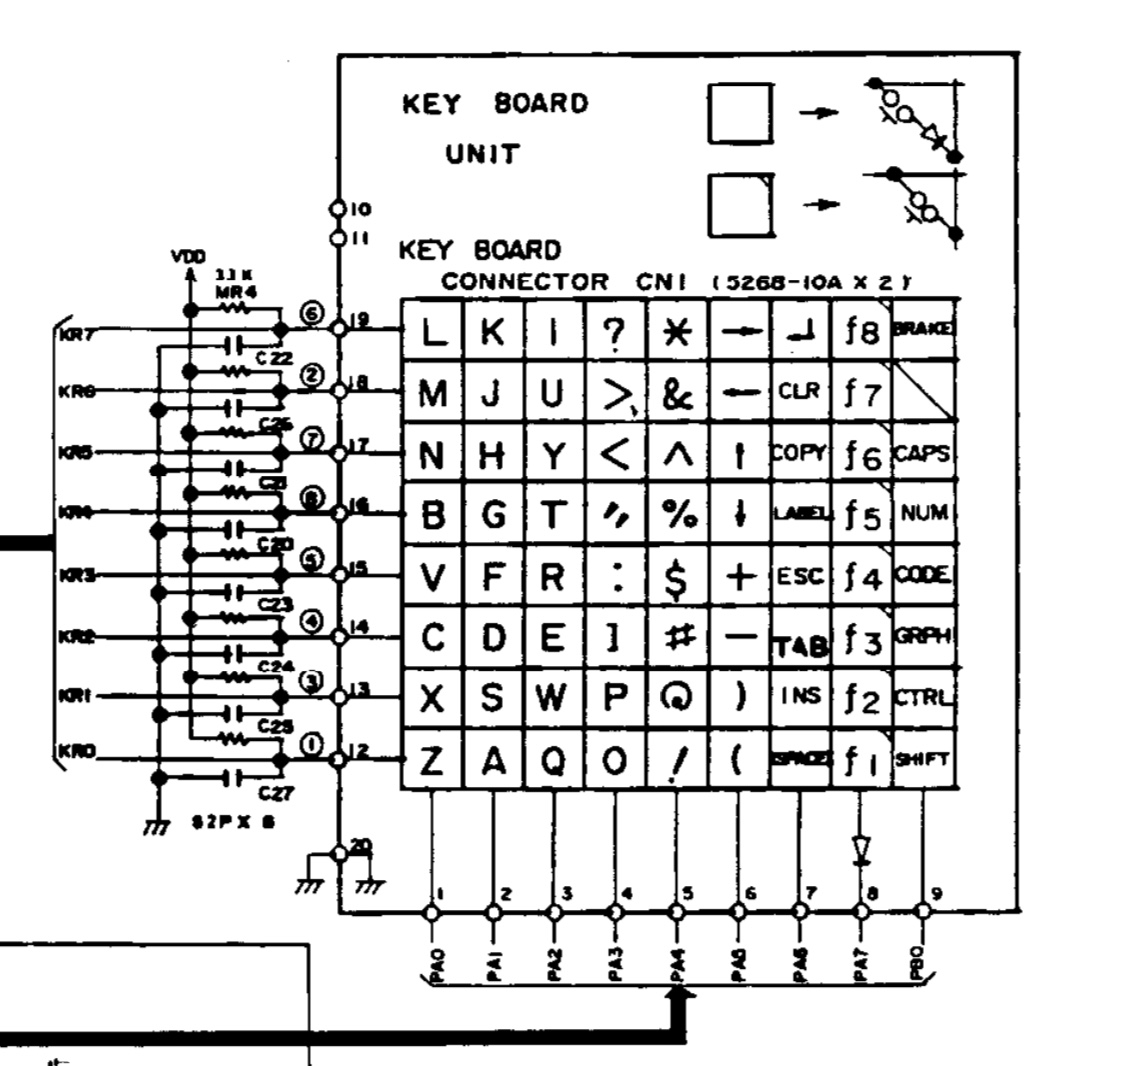 KEY BOARD
UNIT
10
11
KEY BOARD
CONNECTOR CN1 (5268-10A X 2)
VDD
3.3 K
MR4
KR7 ⑥ 19 L K I ? * → ↵ f8 BRAKE
C22
KR6 ② 18 M J U > & ← CLR f7
C26
KR5 ⑦ 17 N H Y < ^ ↑ COPY f6 CAPS
C21
KR4 ⑧ 16 B G T " % ↓ LABEL f5 NUM
C20
KR3 ⑤ 15 V F R : $ + ESC f4 CODE
C23
KR2 ④ 14 C D E ] # — TAB f3 GRPH
C24
KR1 ③ 13 X S W P @ ) INS f2 CTRL
C25
KR0 ① 12 Z A Q O ! ( SPACE f1 SHIFT
C27
82P X 8
20
1 2 3 4 5 6 7 8 9
PA0 PA1 PA2 PA3 PA4 PA5 PA6 PA7 PB0